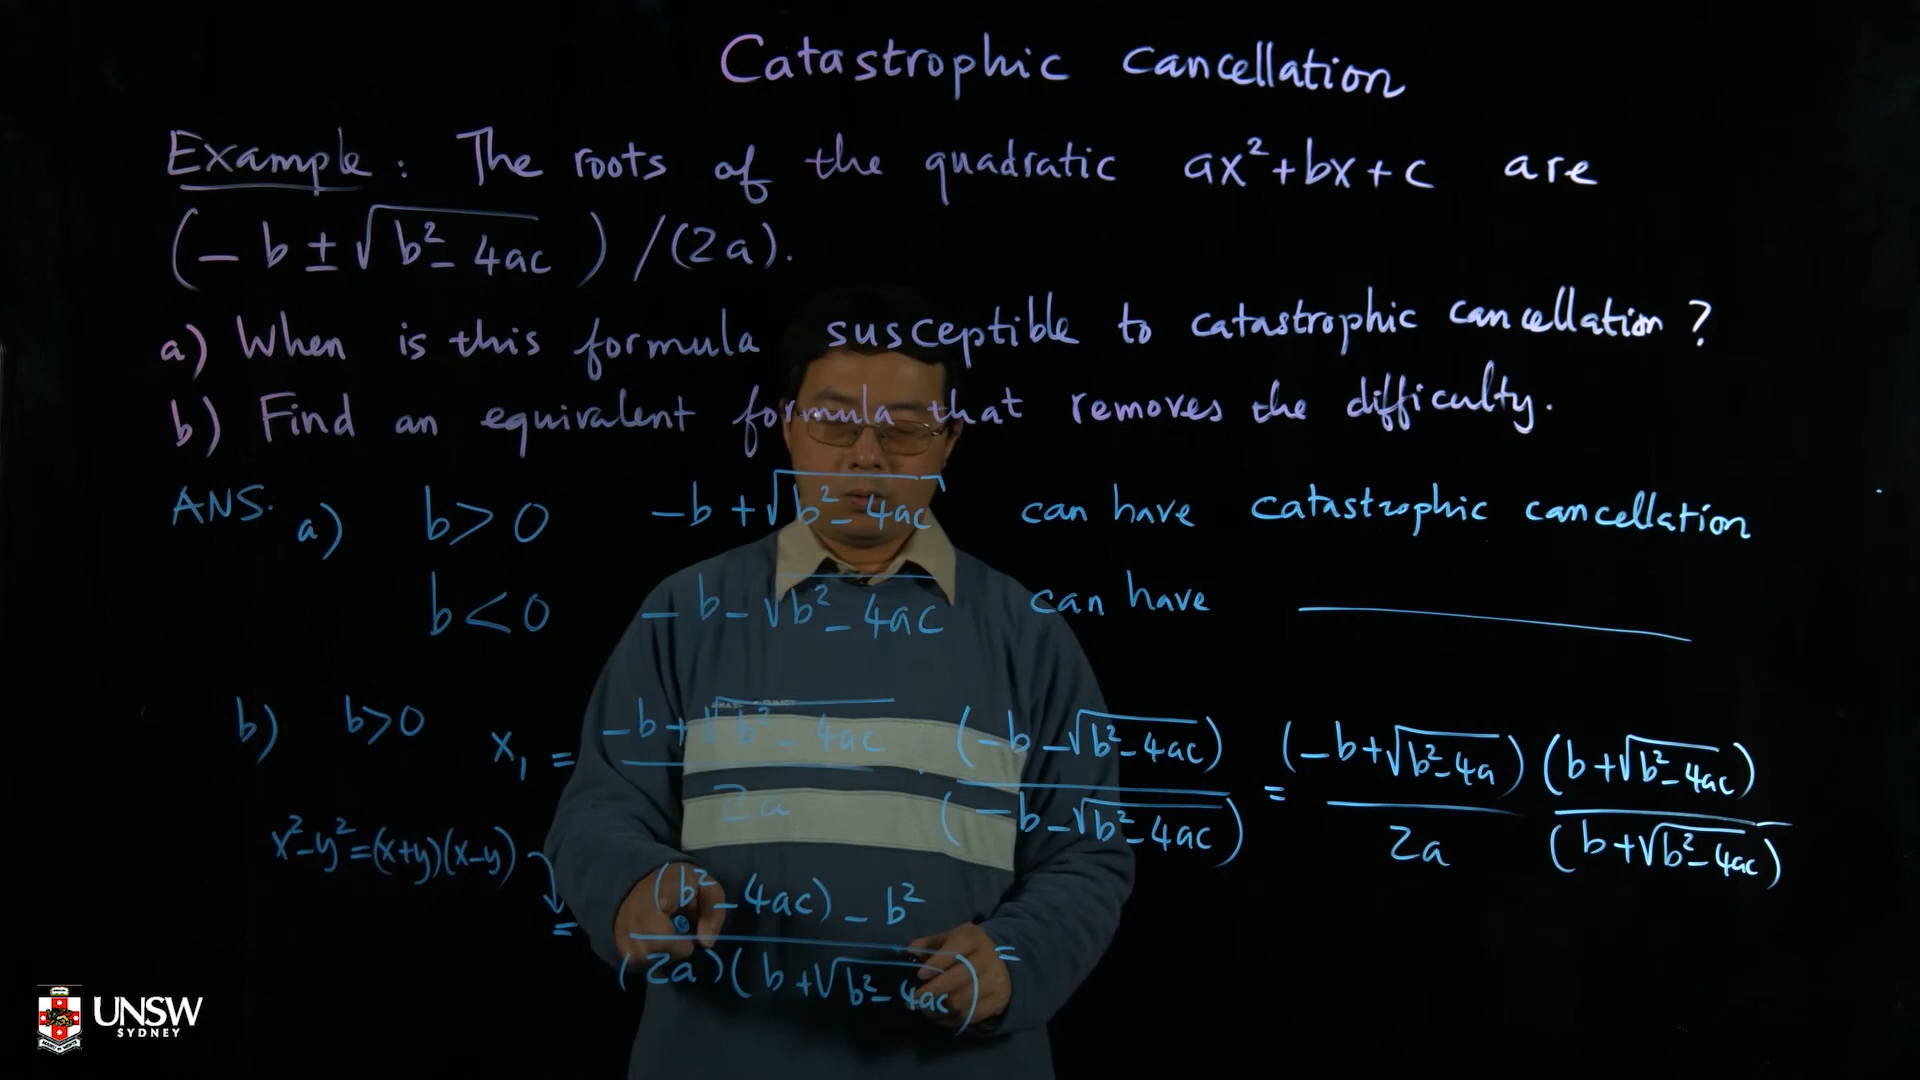 Catastrophic cancellation
Example: The roots of the quadratic ax²+bx+c are
(-b±√(b²-4ac))/(2a).
a) When is this formula susceptible to catastrophic cancellation?
b) Find an equivalent formula that removes the difficulty.
ANS. a) b>0 -b+√(b²-4ac) can have catastrophic cancellation
b<0 -b-√(b²-4ac) can have ________
b) b>0 x₁ = (-b+√(b²-4ac))/(2a) · (-b-√(b²-4ac))/(-b-√(b²-4ac)) = (-b+√(b²-4a))/(2a) (b+√(b²-4ac))/(b+√(b²-4ac))
x²-y²=(x+y)(x-y)
= ((b²-4ac)-b²)/((2a)(b+√(b²-4ac))) =
UNSW
SYDNEY